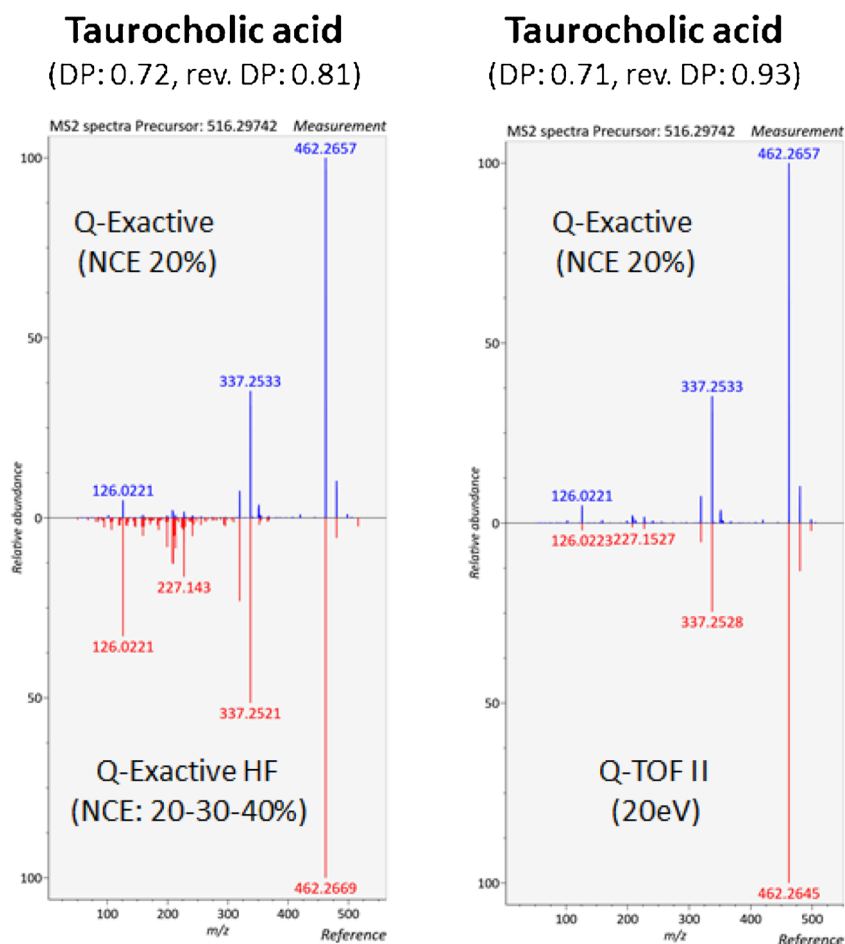 Taurocholic acid
(DP: 0.72, rev. DP: 0.81)
MS2 spectra Precursor: 516.29742 Measurement
462.2657
100
Q-Exactive
(NCE 20%)
50
337.2533
126.0221
0
Relative abundance
227.143
126.0221
50
337.2521
Q-Exactive HF
(NCE: 20-30-40%)
100
462.2669
100 200 300 400 500
m/z
Reference
Taurocholic acid
(DP: 0.71, rev. DP: 0.93)
MS2 spectra Precursor: 516.29742 Measurement
462.2657
100
Q-Exactive
(NCE 20%)
50
337.2533
126.0221
0
Relative abundance
126.0223
227.1527
337.2528
50
Q-TOF II
(20eV)
100
462.2645
100 200 300 400 500
m/z
Reference